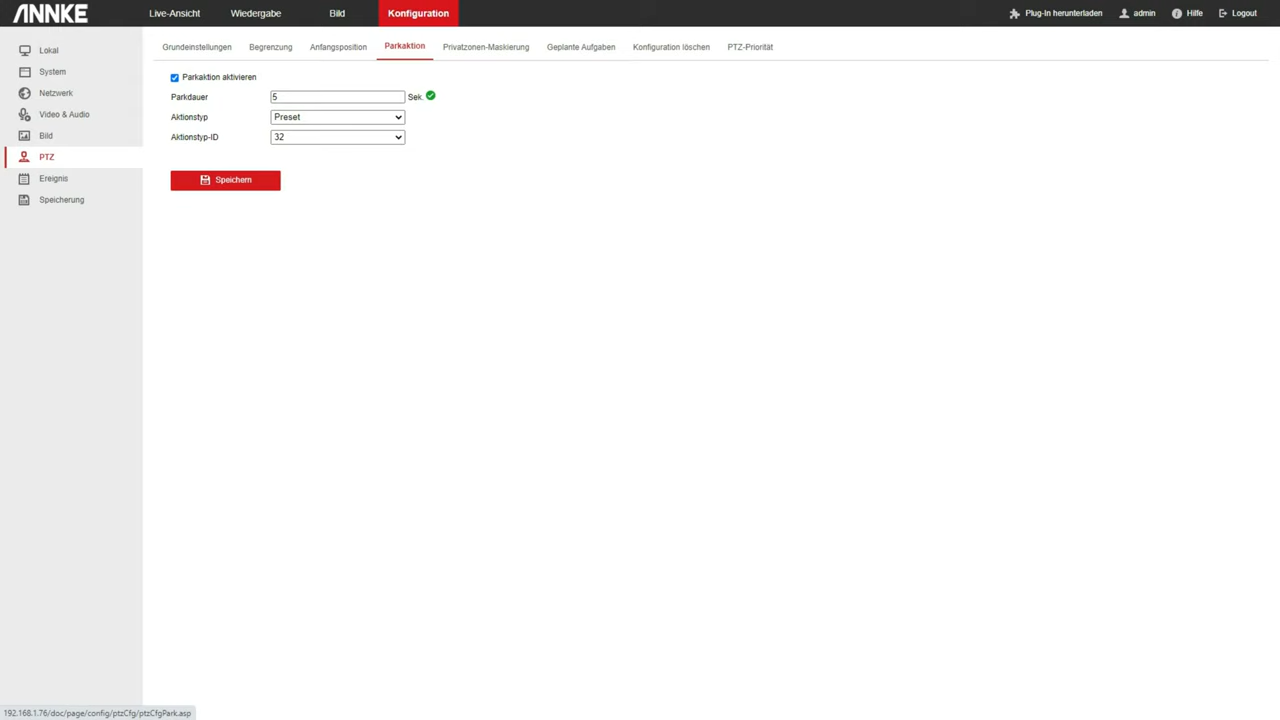 ANNKE
Live-Ansicht Wiedergabe Bild Konfiguration Plug-In herunterladen admin Hilfe Logout
Lokal
System
Netzwerk
Video & Audio
Bild
PTZ
Ereignis
Speicherung
Grundeinstellungen Begrenzung Anfangsposition Parkaktion Privatzonen-Maskierung Geplante Aufgaben Konfiguration löschen PTZ-Priorität
Parkaktion aktivieren
Parkdauer 5 Sek.
Aktionstyp Preset
Aktionstyp-ID 32
Speichern
192.168.1.76/doc/page/config/ptzCfg/ptzCfgPark.asp